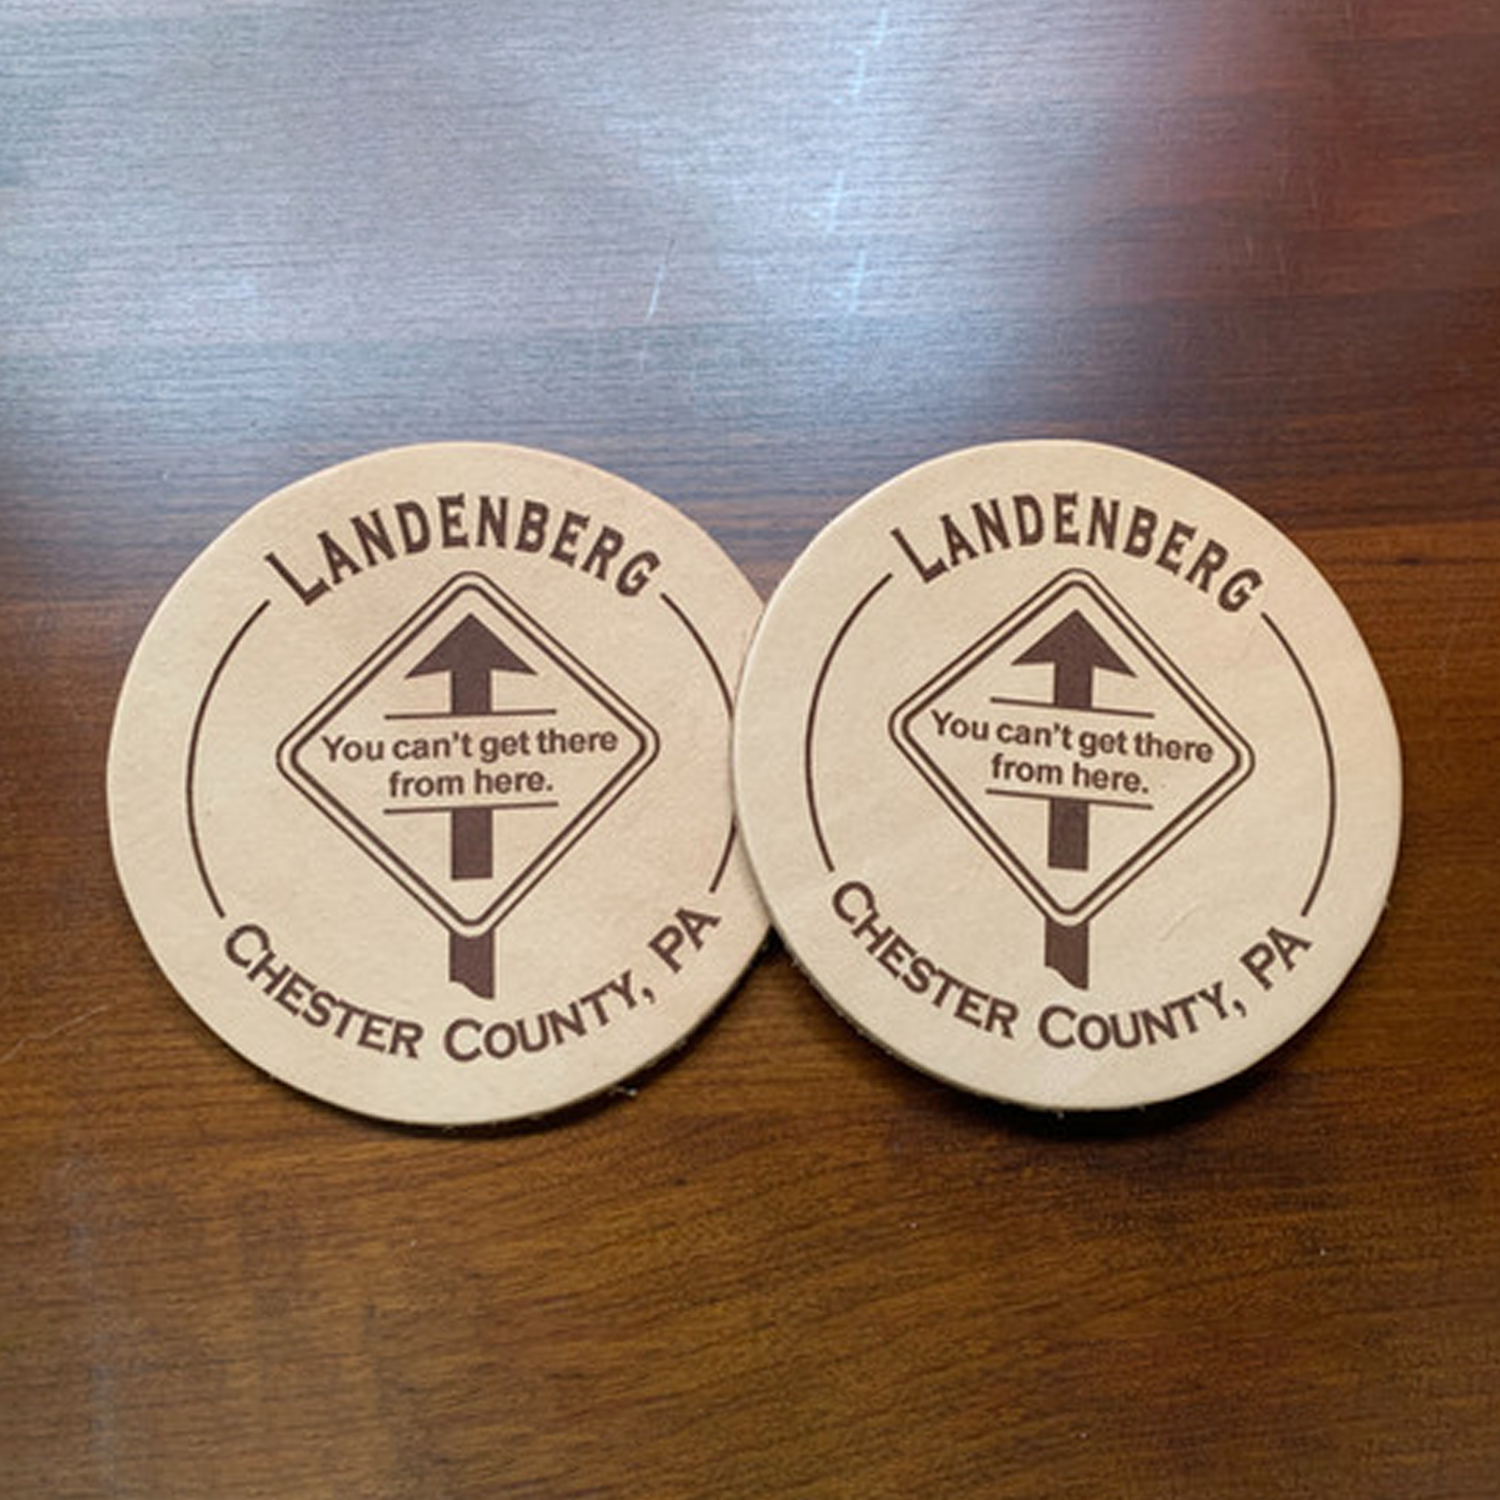 LANDENBERG
You can't get there
from here.
CHESTER COUNTY, PA
LANDENBERG
You can't get there
from here.
CHESTER COUNTY, PA